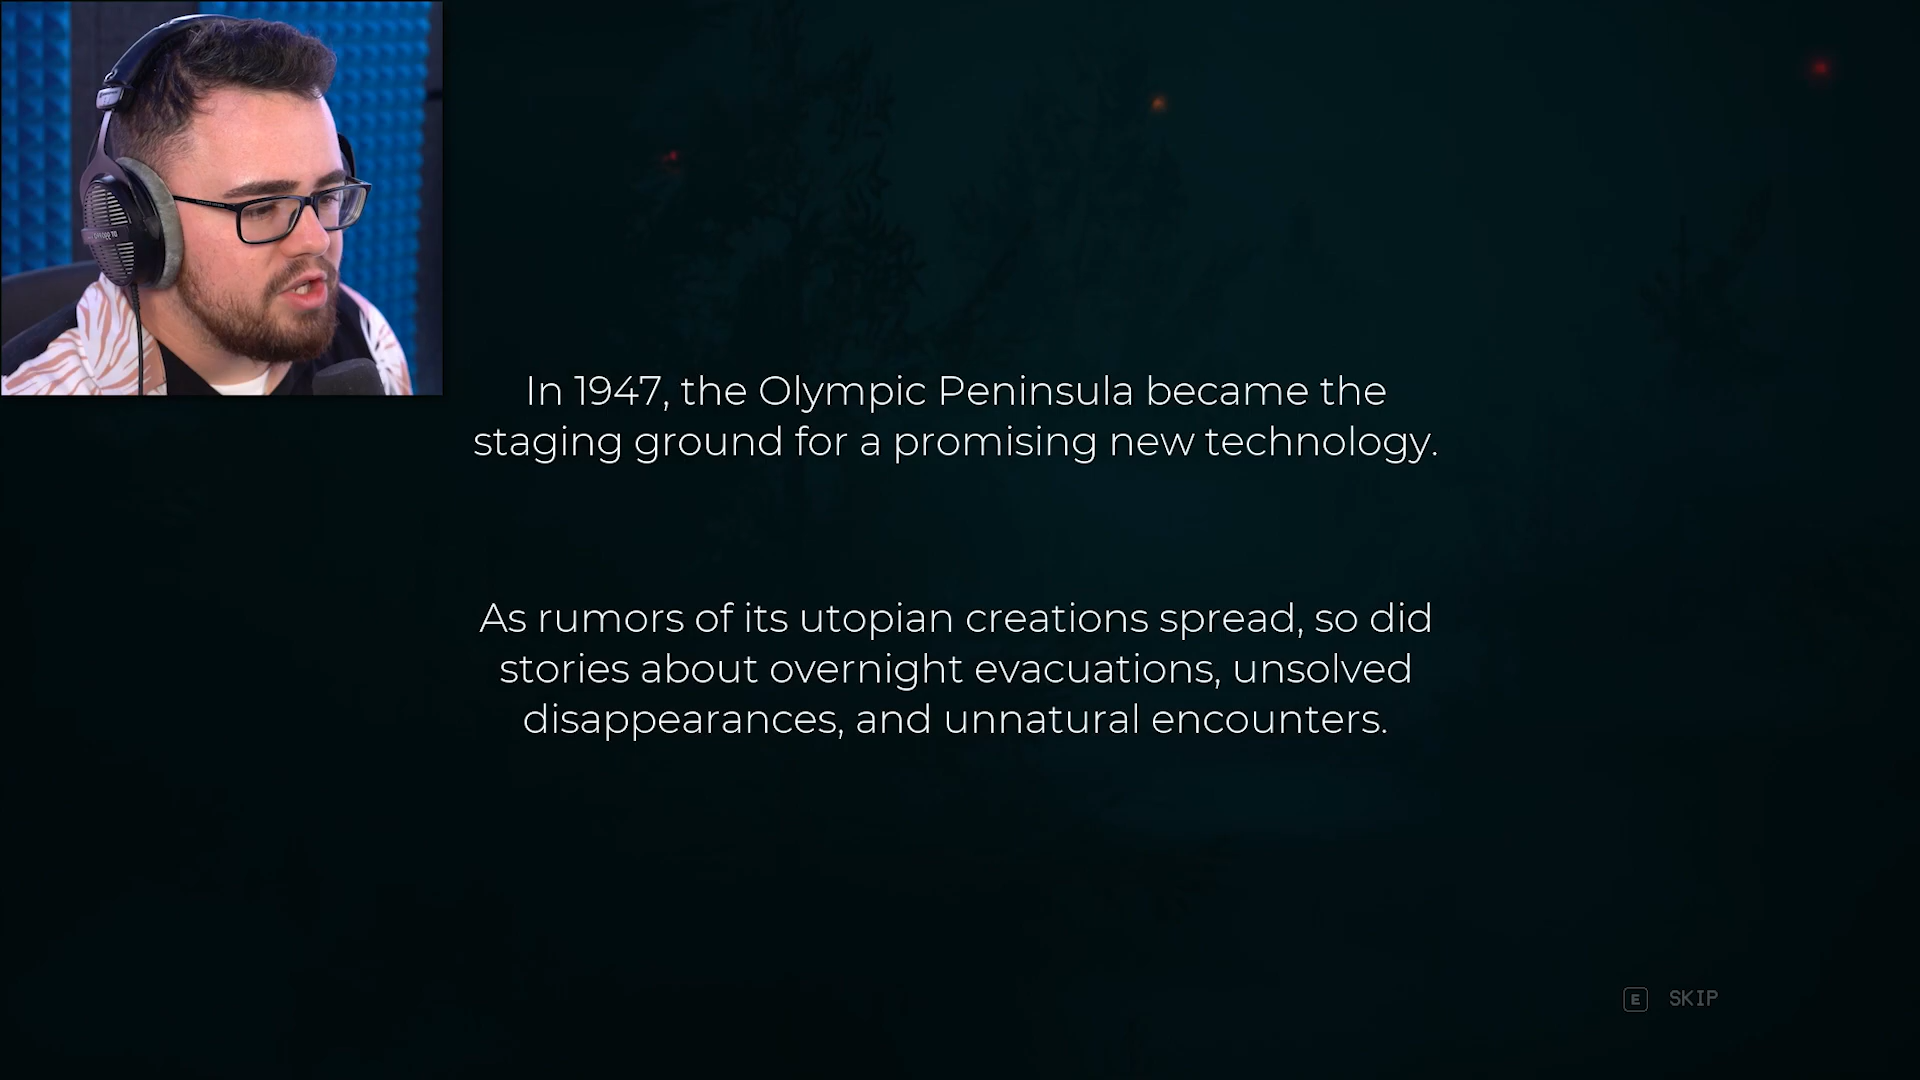 In 1947, the Olympic Peninsula became the
staging ground for a promising new technology.
As rumors of its utopian creations spread, so did
stories about overnight evacuations, unsolved
disappearances, and unnatural encounters.
E SKIP